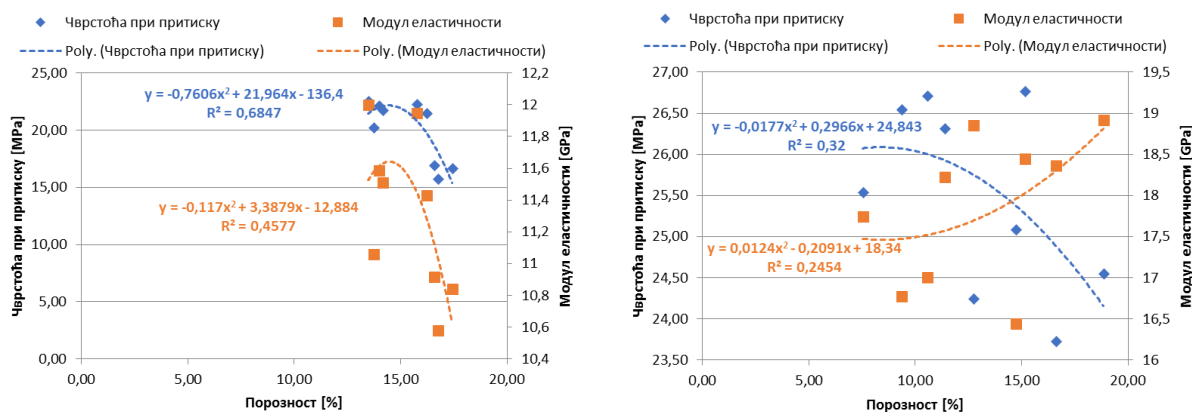 Чврстоћа при притиску
Модул еластичности
Poly. (Чврстоћа при притиску)
Poly. (Модул еластичности)
25,00
20,00
15,00
10,00
5,00
0,00
Чврстоћа при притиску [MPa]
y = -0,7606x² + 21,964x - 136,4
R² = 0,6847
y = -0,117x² + 3,3879x - 12,884
R² = 0,4577
12,2
12
11,8
11,6
11,4
11,2
11
10,8
10,6
10,4
Модул еластичности [GPa]
0,00 5,00 10,00 15,00 20,00
Порозност [%]
Чврстоћа при притиску
Модул еластичности
Poly. (Чврстоћа при притиску)
Poly. (Модул еластичности)
27,00
26,50
26,00
25,50
25,00
24,50
24,00
23,50
Чврстоћа при притиску [MPa]
y = -0,0177x² + 0,2966x + 24,843
R² = 0,32
y = 0,0124x² - 0,2091x + 18,34
R² = 0,2454
19,5
19
18,5
18
17,5
17
16,5
16
Модул еластичности [GPa]
0,00 5,00 10,00 15,00 20,00
Порозност [%]